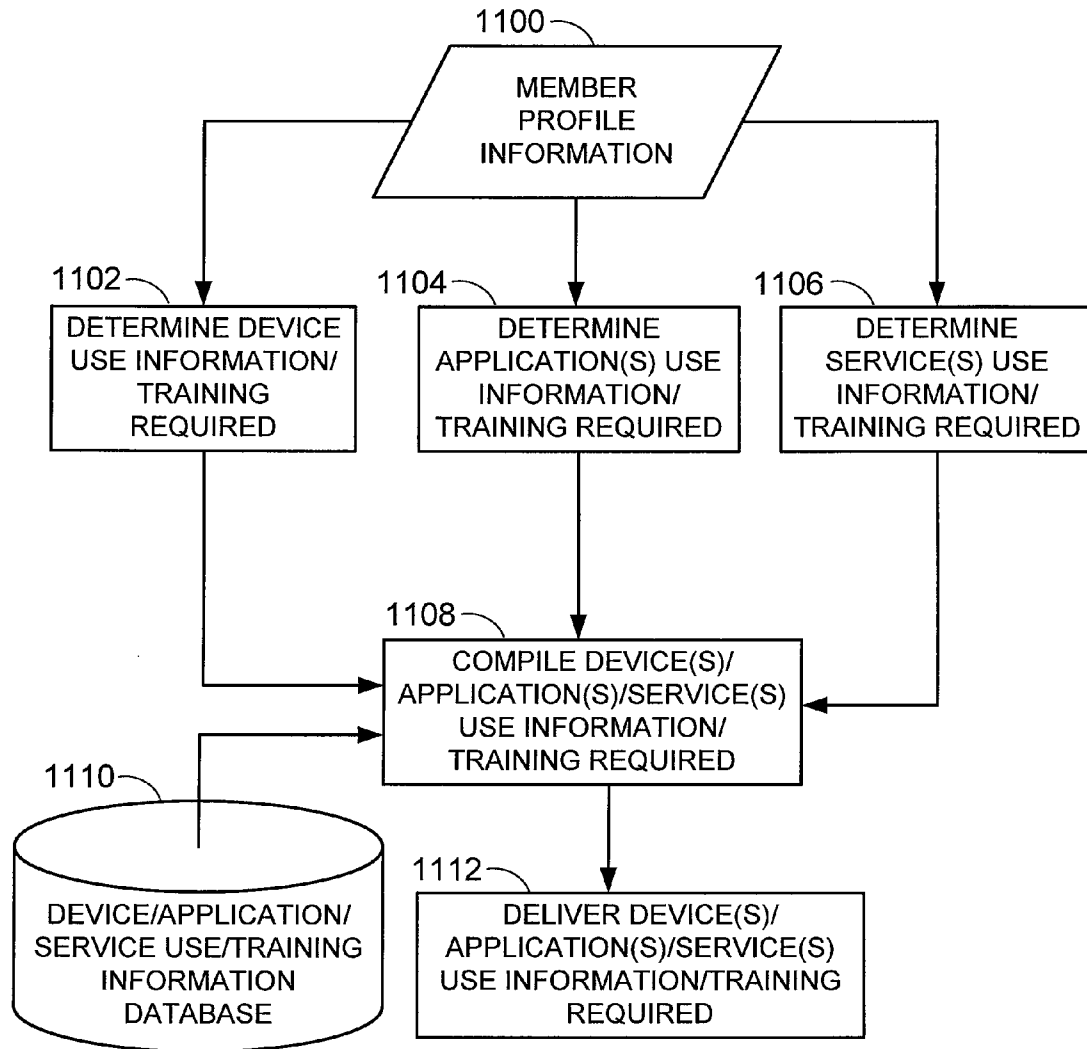 1100
MEMBER
PROFILE
INFORMATION
1102
DETERMINE DEVICE
USE INFORMATION/
TRAINING
REQUIRED
1104
DETERMINE
APPLICATION(S) USE
INFORMATION/
TRAINING REQUIRED
1106
DETERMINE
SERVICE(S) USE
INFORMATION/
TRAINING REQUIRED
1108
COMPILE DEVICE(S)/
APPLICATION(S)/SERVICE(S)
USE INFORMATION/
TRAINING REQUIRED
1110
DEVICE/APPLICATION/
SERVICE USE/TRAINING
INFORMATION
DATABASE
1112
DELIVER DEVICE(S)/
APPLICATION(S)/SERVICE(S)
USE INFORMATION/TRAINING
REQUIRED